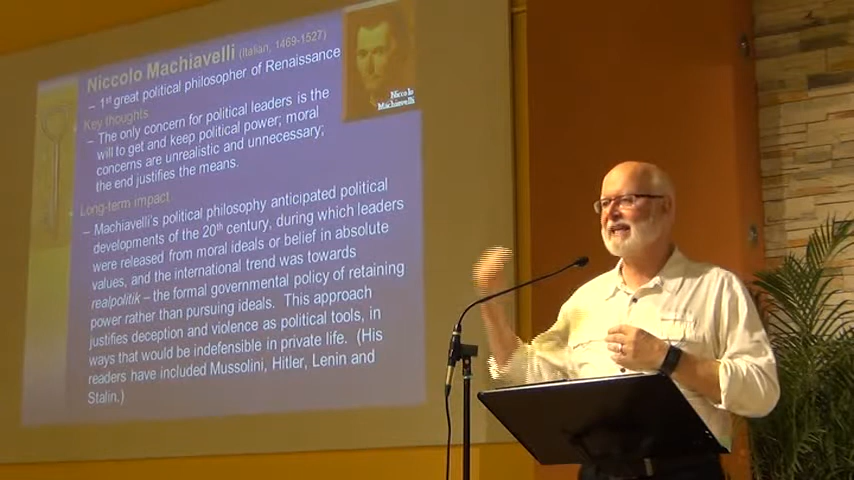 Niccolo Machiavelli (Italian, 1469-1527)
– 1st great political philosopher of Renaissance
Key thoughts
– The only concern for political leaders is the
will to get and keep political power; moral
concerns are unrealistic and unnecessary;
the end justifies the means.
Niccolo
Machiavelli
Long-term impact
– Machiavelli's political philosophy anticipated political
developments of the 20th century, during which leaders
were released from moral ideals or belief in absolute
values, and the international trend was towards
realpolitik – the formal governmental policy of retaining
power rather than pursuing ideals. This approach
justifies deception and violence as political tools, in
ways that would be indefensible in private life. (His
readers have included Mussolini, Hitler, Lenin and
Stalin.)